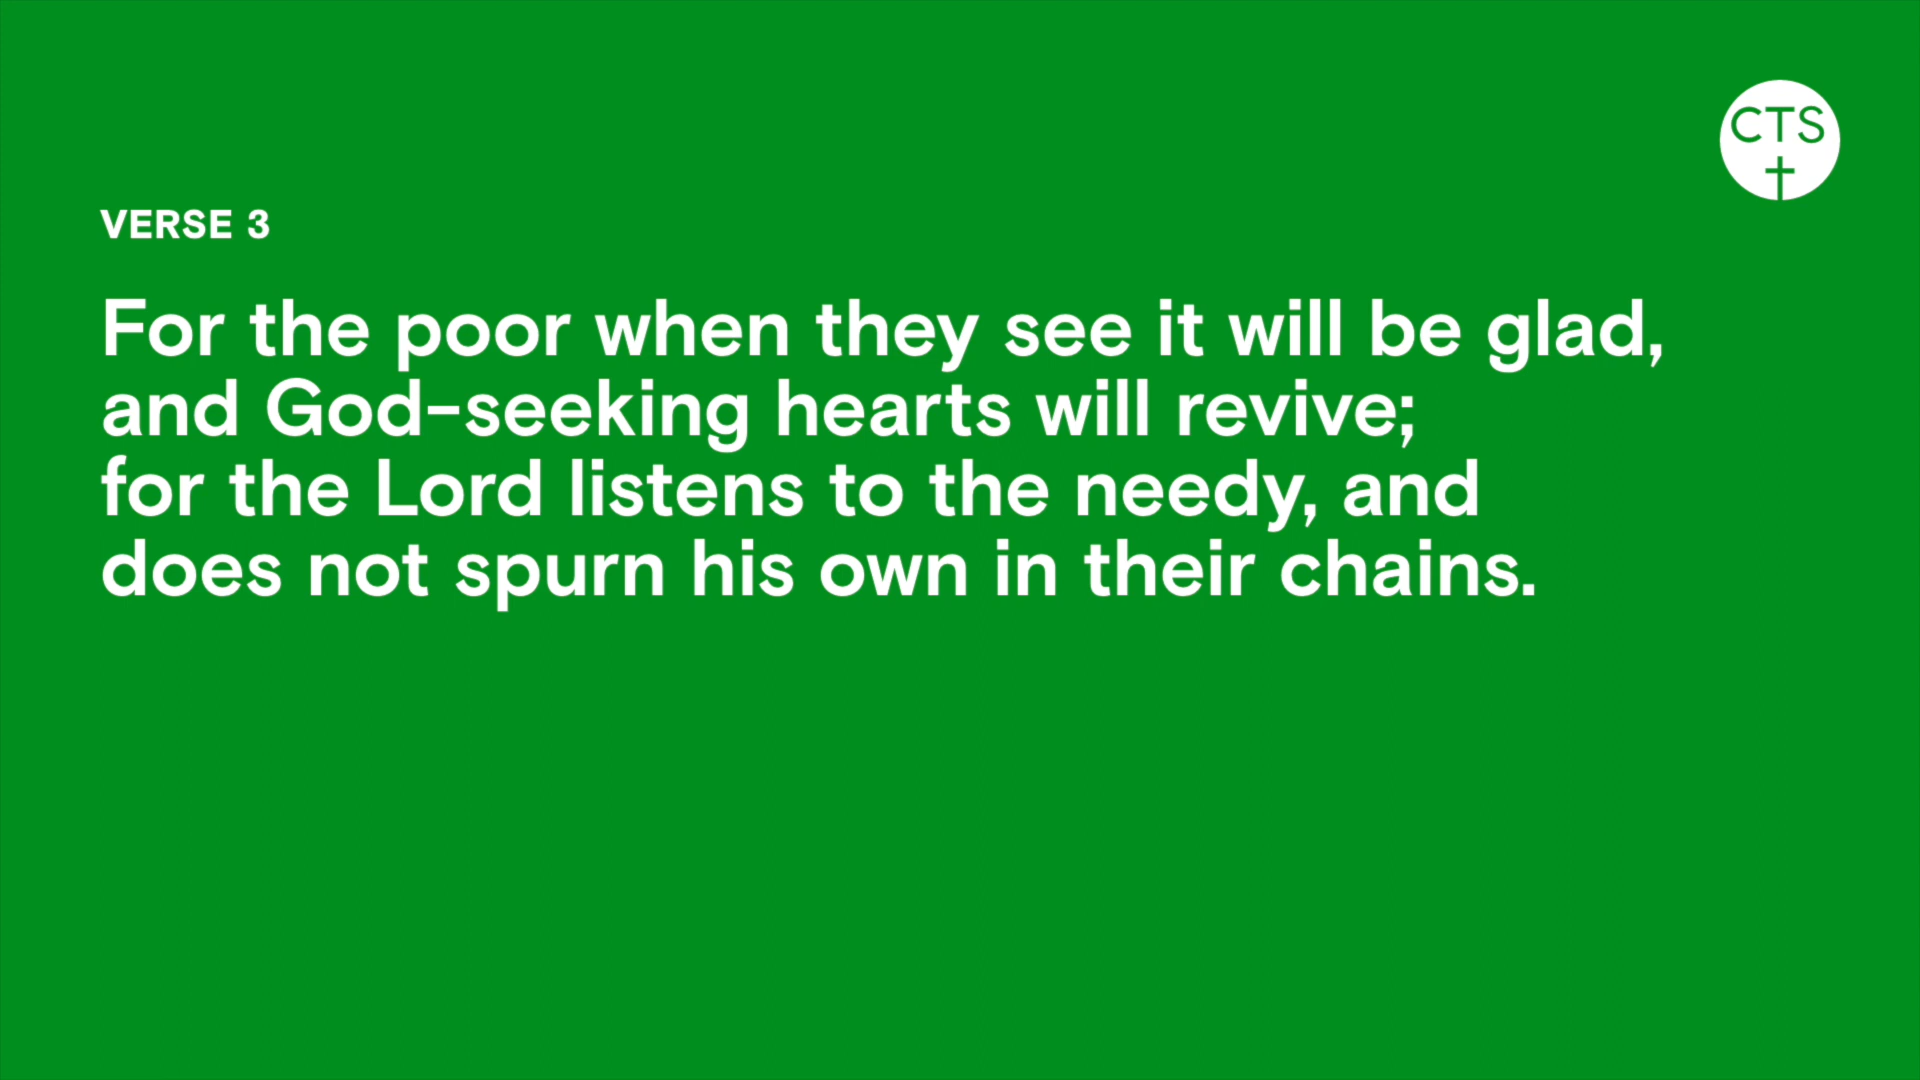 CTS
VERSE 3
For the poor when they see it will be glad,
and God-seeking hearts will revive;
for the Lord listens to the needy, and
does not spurn his own in their chains.